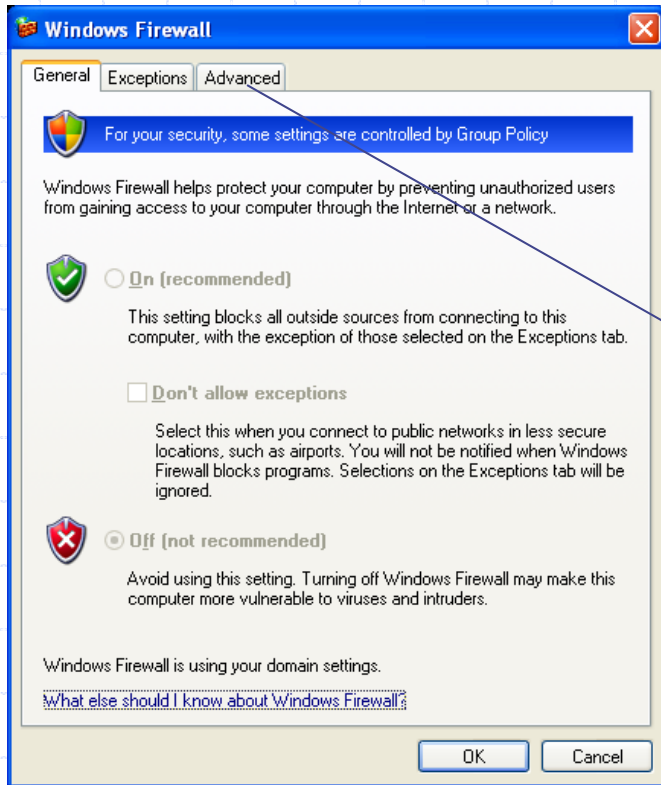 Windows Firewall
General Exceptions Advanced
For your security, some settings are controlled by Group Policy
Windows Firewall helps protect your computer by preventing unauthorized users
from gaining access to your computer through the Internet or a network.
On (recommended)
This setting blocks all outside sources from connecting to this
computer, with the exception of those selected on the Exceptions tab.
Don't allow exceptions
Select this when you connect to public networks in less secure
locations, such as airports. You will not be notified when Windows
Firewall blocks programs. Selections on the Exceptions tab will be
ignored.
Off (not recommended)
Avoid using this setting. Turning off Windows Firewall may make this
computer more vulnerable to viruses and intruders.
Windows Firewall is using your domain settings.
What else should I know about Windows Firewall?
OK Cancel